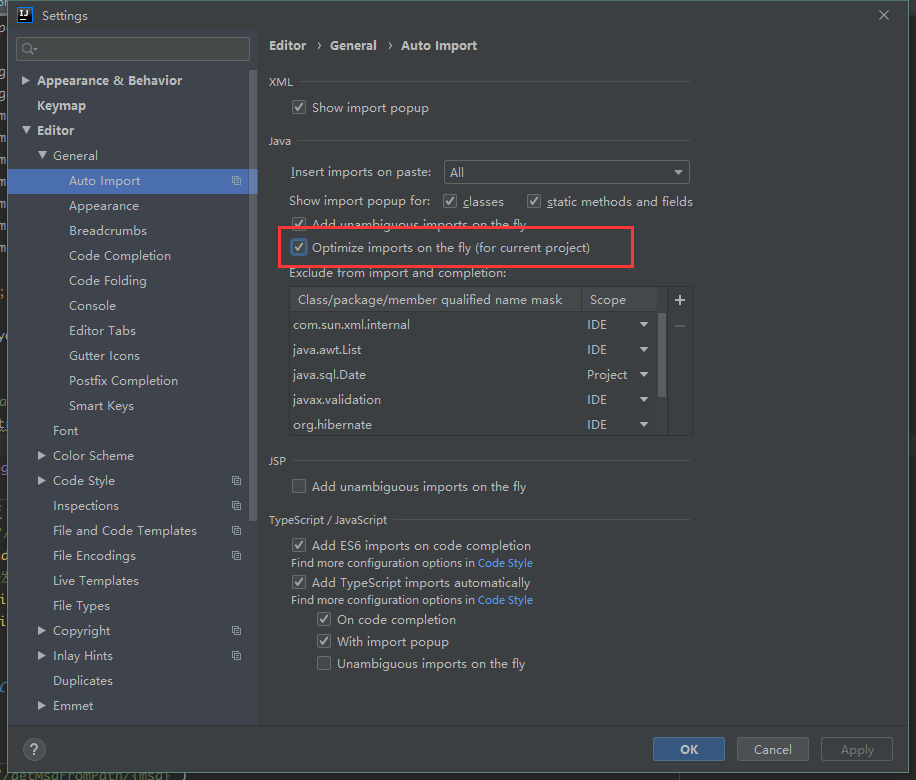 Settings
Editor › General › Auto Import
Appearance & Behavior
Keymap
Editor
General
Auto Import
Appearance
Breadcrumbs
Code Completion
Code Folding
Console
Editor Tabs
Gutter Icons
Postfix Completion
Smart Keys
Font
Color Scheme
Code Style
Inspections
File and Code Templates
File Encodings
Live Templates
File Types
Copyright
Inlay Hints
Duplicates
Emmet
XML
Show import popup
Java
Insert imports on paste: All
Show import popup for: classes static methods and fields
Add unambiguous imports on the fly
Optimize imports on the fly (for current project)
Exclude from import and completion:
Class/package/member qualified name mask Scope
com.sun.xml.internal IDE
java.awt.List IDE
java.sql.Date Project
javax.validation IDE
org.hibernate IDE
JSP
Add unambiguous imports on the fly
TypeScript / JavaScript
Add ES6 imports on code completion
Find more configuration options in Code Style
Add TypeScript imports automatically
Find more configuration options in Code Style
On code completion
With import popup
Unambiguous imports on the fly
? OK Cancel Apply
/getMsgFromPath/{msg} )